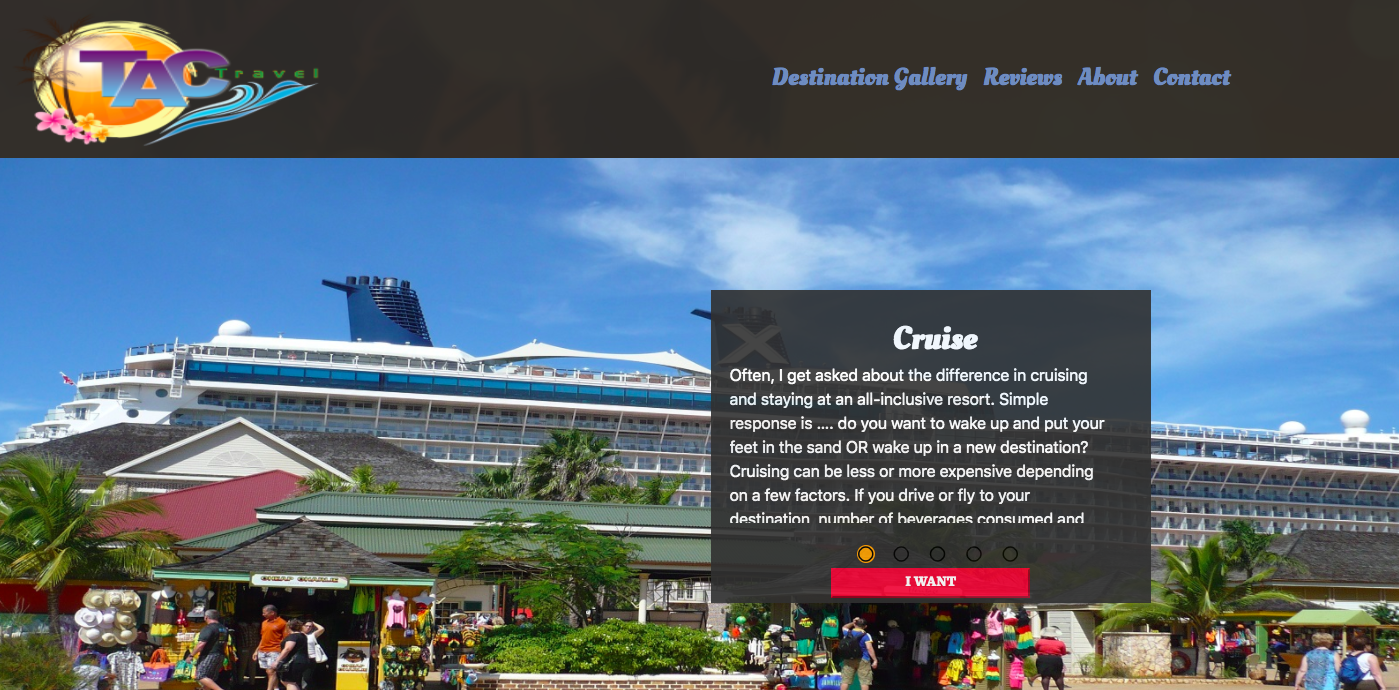 TAC
Travel
Destination Gallery Reviews About Contact
Cruise
Often, I get asked about the difference in cruising
and staying at an all-inclusive resort. Simple
response is .... do you want to wake up and put your
feet in the sand OR wake up in a new destination?
Cruising can be less or more expensive depending
on a few factors. If you drive or fly to your
destination, number of beverages consumed and
I WANT
CHEAP CHARLIE